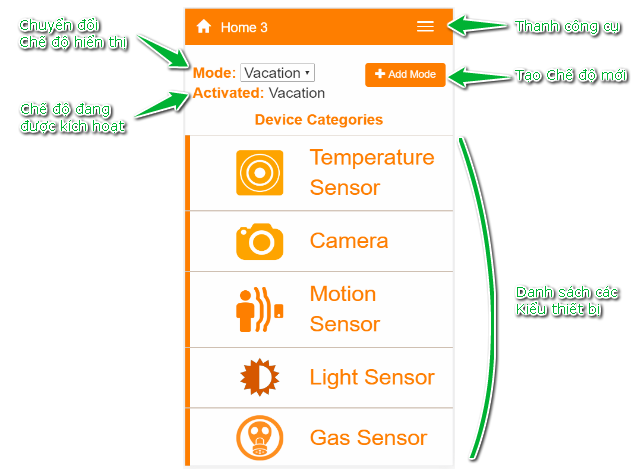 Chuyển đổi
Chế độ hiển thị
Home 3
Thanh công cụ
Mode: Vacation
Add Mode
Tạo Chế độ mới
Activated: Vacation
Chế độ đang
được kích hoạt
Device Categories
Temperature
Sensor
Camera
Motion
Sensor
Danh sách các
Kiểu thiết bị
Light Sensor
Gas Sensor